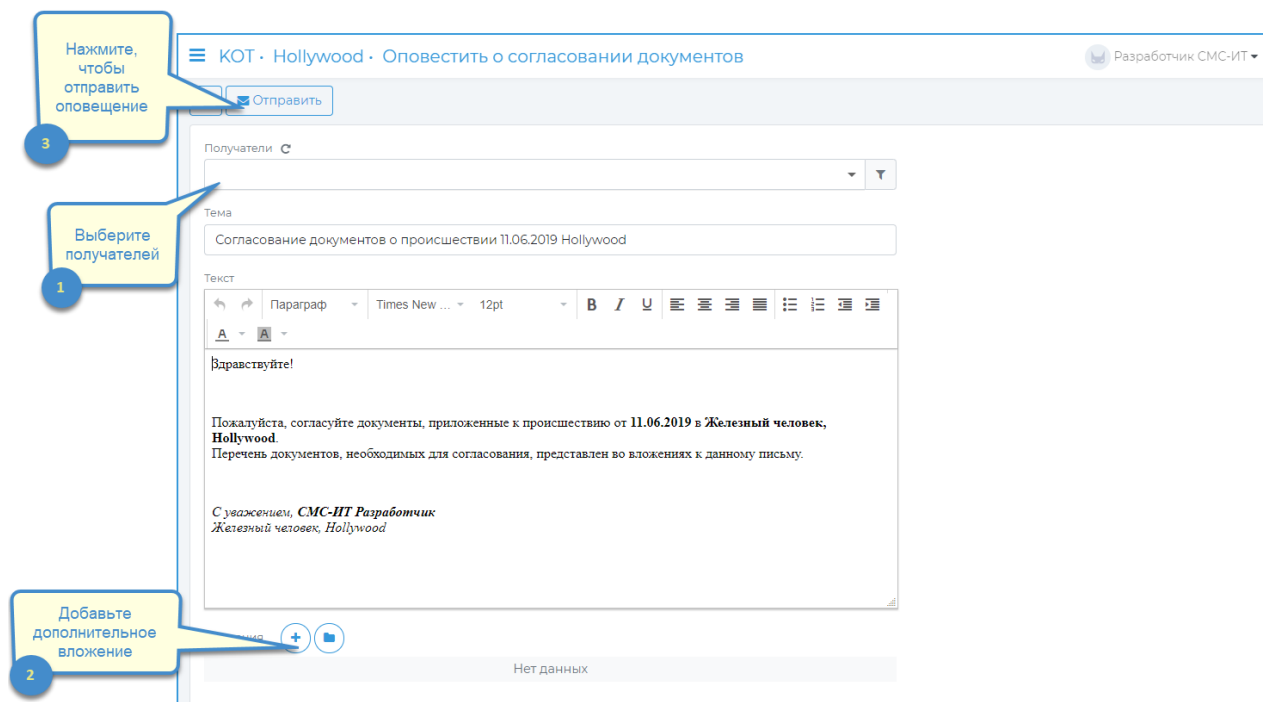 Нажмите,
чтобы
отправить
оповещение
3
КОТ · Hollywood · Оповестить о согласовании документов
Разработчик СМС-ИТ
Отправить
Получатели
Выберите
получателей
1
Тема
Согласование документов о происшествии 11.06.2019 Hollywood
Текст
Параграф Times New ... 12pt B I U
A A
Здравствуйте!
Пожалуйста, согласуйте документы, приложенные к происшествию от 11.06.2019 в Железный человек,
Hollywood.
Перечень документов, необходимых для согласования, представлен во вложениях к данному письму.
С уважением, СМС-ИТ Разработчик
Железный человек, Hollywood
Добавьте
дополнительное
вложение
2
Нет данных